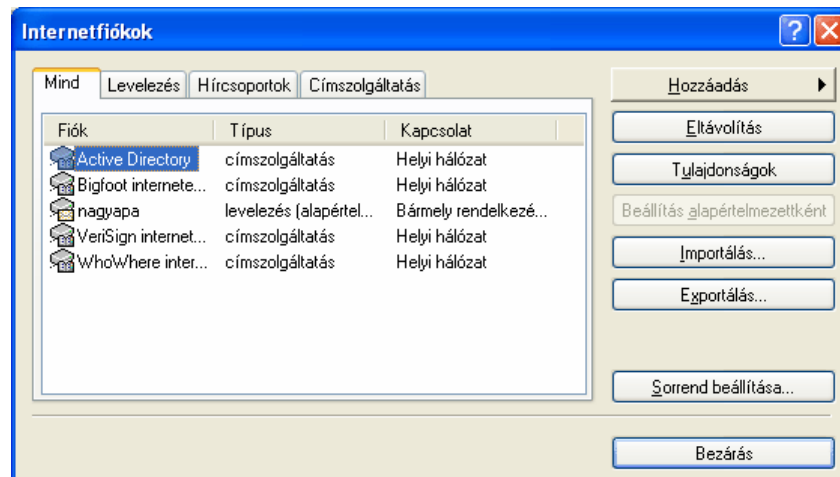 Internetfiókok
Mind Levelezés Hírcsoportok Címszolgáltatás
Fiók Típus Kapcsolat
Active Directory címszolgáltatás Helyi hálózat
Bigfoot internete... címszolgáltatás Helyi hálózat
nagyapa levelezés (alapértel... Bármely rendelkezé...
VeriSign internet... címszolgáltatás Helyi hálózat
WhoWhere inter... címszolgáltatás Helyi hálózat
Hozzáadás
Eltávolítás
Tulajdonságok
Beállítás alapértelmezettként
Importálás...
Exportálás...
Sorrend beállítása...
Bezárás